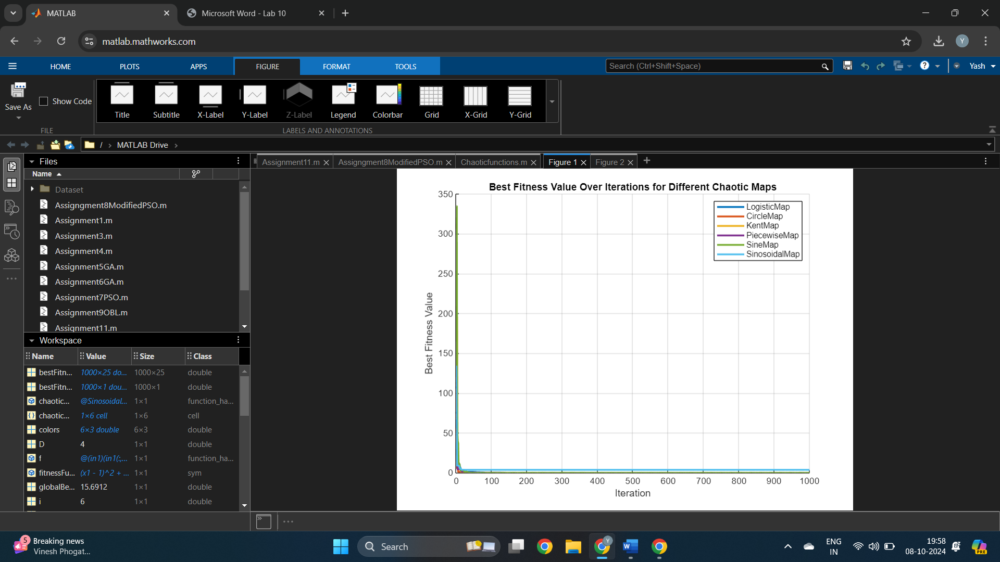 MATLAB
Microsoft Word - Lab 10
matlab.mathworks.com
Y
HOME
PLOTS
APPS
FIGURE
FORMAT
TOOLS
Search (Ctrl+Shift+Space)
Yash
Save As
Show Code
Title
Subtitle
X-Label
Y-Label
Z-Label
Legend
Colorbar
Grid
X-Grid
Y-Grid
FILE
LABELS AND ANNOTATIONS
/ › MATLAB Drive ›
Files
Name
Dataset
Assigngment8ModifiedPSO.m
Assignment1.m
Assignment3.m
Assignment4.m
Assignment5GA.m
Assignment6GA.m
Assignment7PSO.m
Assignment9OBL.m
Assignment11.m
Workspace
Name Value Size Class
bestFitn... 1000×25 do... 1000×25 double
bestFitn... 1000×1 dou... 1000×1 double
chaotic... @Sinosoidal... 1×1 function_ha...
chaotic... 1×6 cell 1×6 cell
colors 6×3 double 6×3 double
D 4 1×1 double
f @(in1)(in1(:,... 1×1 function_ha...
fitnessFu... (x1 - 1)^2 + ... 1×1 sym
globalBe... 15.6912 1×1 double
i 6 1×1 double
Assignment11.m
Assigngment8ModifiedPSO.m
Chaoticfunctions.m
Figure 1
Figure 2
Best Fitness Value Over Iterations for Different Chaotic Maps
350
300
250
200
150
100
50
0
Best Fitness Value
LogisticMap
CircleMap
KentMap
PiecewiseMap
SineMap
SinosoidalMap
0 100 200 300 400 500 600 700 800 900 1000
Iteration
5
Breaking news
Vinesh Phogat...
Search
Y
ENG
IN
19:58
08-10-2024
PRE